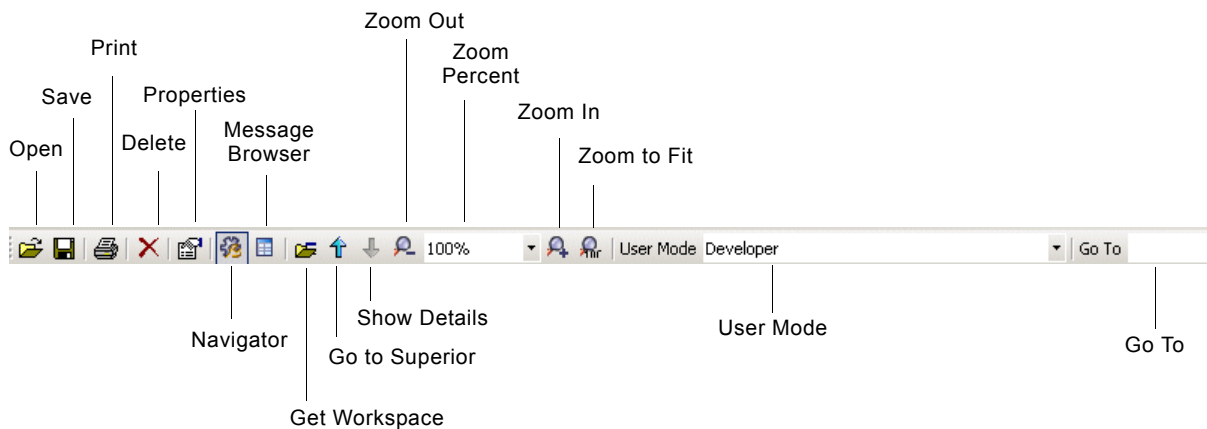 Zoom Out
Print
Zoom
Percent
Save
Properties
Zoom In
Message
Browser
Open
Delete
Zoom to Fit
100%
User Mode
Developer
Go To
Show Details
User Mode
Navigator
Go to Superior
Go To
Get Workspace